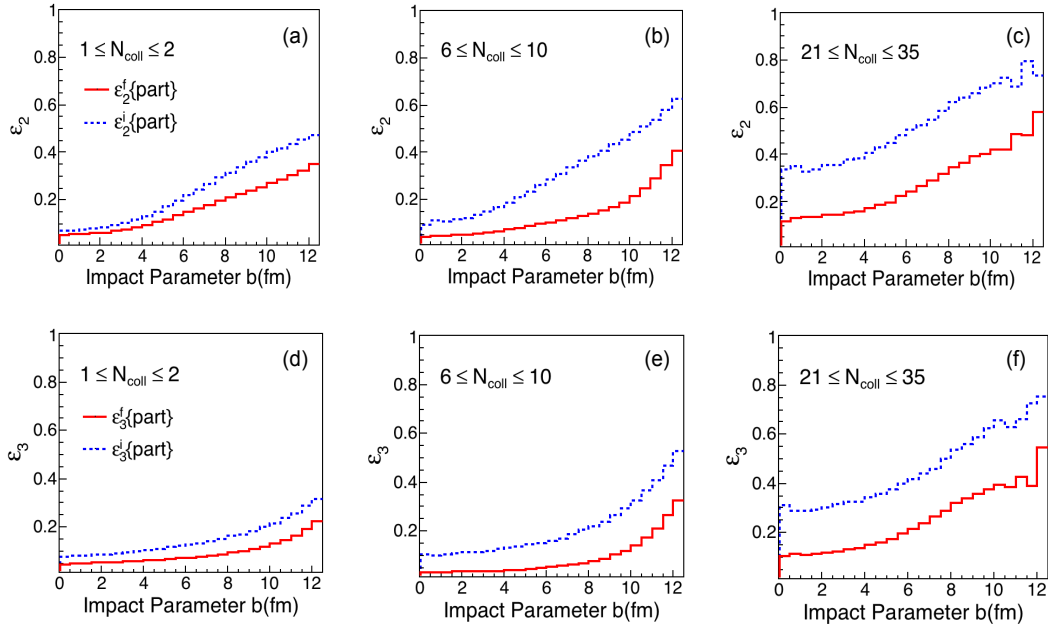 1 ≤ N_coll ≤ 2
(a)
ε₂ᶠ{part}
ε₂ⁱ{part}
ε₂
1
0.8
0.6
0.4
0.2
0 2 4 6 8 10 12
Impact Parameter b(fm)
6 ≤ N_coll ≤ 10
(b)
ε₂
1
0.8
0.6
0.4
0.2
0 2 4 6 8 10 12
Impact Parameter b(fm)
21 ≤ N_coll ≤ 35
(c)
ε₂
1
0.8
0.6
0.4
0.2
0 2 4 6 8 10 12
Impact Parameter b(fm)
1 ≤ N_coll ≤ 2
(d)
ε₃ᶠ{part}
ε₃ⁱ{part}
ε₃
1
0.8
0.6
0.4
0.2
0 2 4 6 8 10 12
Impact Parameter b(fm)
6 ≤ N_coll ≤ 10
(e)
ε₃
1
0.8
0.6
0.4
0.2
0 2 4 6 8 10 12
Impact Parameter b(fm)
21 ≤ N_coll ≤ 35
(f)
ε₃
1
0.8
0.6
0.4
0.2
0 2 4 6 8 10 12
Impact Parameter b(fm)